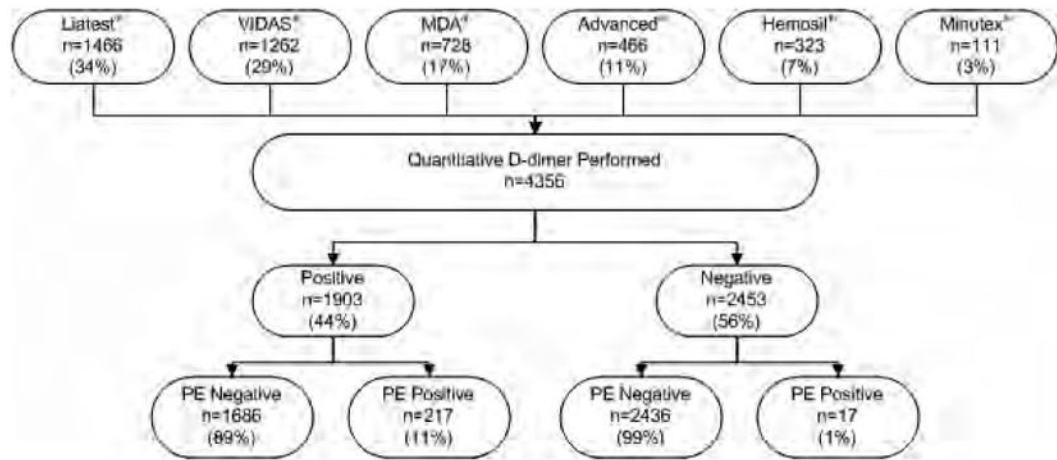 Liatest®
n=1466
(34%)
VIDAS®
n=1262
(29%)
MDA®
n=728
(17%)
Advanced
n=466
(11%)
Hemosil
n=323
(7%)
Minutex
n=111
(3%)
Quantitative D-dimer Performed
n=4356
Positive
n=1903
(44%)
Negative
n=2453
(56%)
PE Negative
n=1686
(89%)
PE Positive
n=217
(11%)
PE Negative
n=2436
(99%)
PE Positive
n=17
(1%)